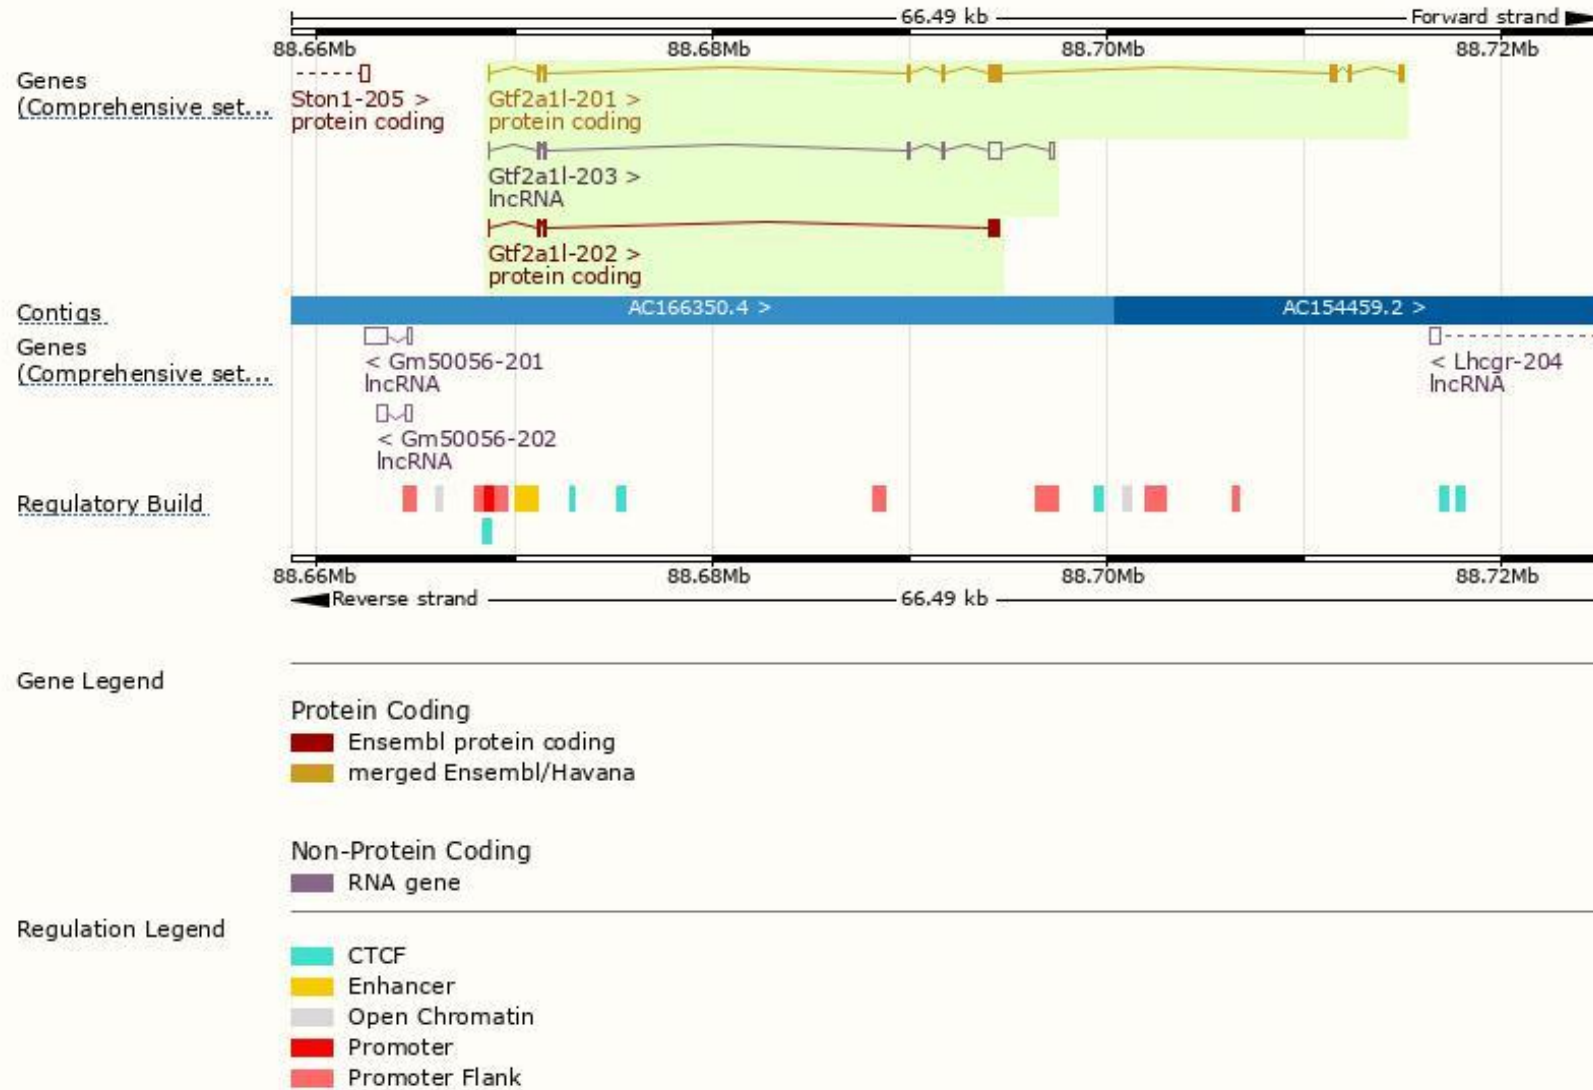 66.49 kb Forward strand
88.66Mb 88.68Mb 88.70Mb 88.72Mb
Genes
(Comprehensive set...
Ston1-205 >
protein coding
Gtf2a1l-201 >
protein coding
Gtf2a1l-203 >
lncRNA
Gtf2a1l-202 >
protein coding
Contigs
AC166350.4 > AC154459.2 >
Genes
(Comprehensive set...
< Gm50056-201
lncRNA
< Lhcgr-204
lncRNA
< Gm50056-202
lncRNA
Regulatory Build
88.66Mb 88.68Mb 88.70Mb 88.72Mb
Reverse strand 66.49 kb
Gene Legend
Protein Coding
Ensembl protein coding
merged Ensembl/Havana
Non-Protein Coding
RNA gene
Regulation Legend
CTCF
Enhancer
Open Chromatin
Promoter
Promoter Flank